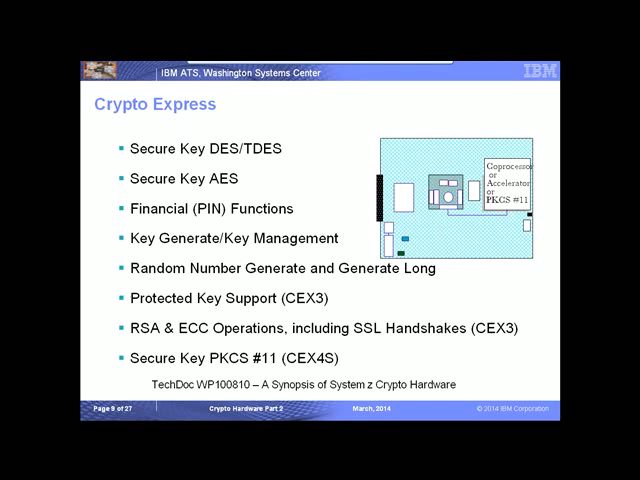 IBM ATS, Washington Systems Center
IBM
Crypto Express
Secure Key DES/TDES
Secure Key AES
Financial (PIN) Functions
Key Generate/Key Management
Random Number Generate and Generate Long
Protected Key Support (CEX3)
RSA & ECC Operations, including SSL Handshakes (CEX3)
Secure Key PKCS #11 (CEX4S)
Coprocessor
or
Accelerator
or
PKCS #11
TechDoc WP100810 – A Synopsis of System z Crypto Hardware
Page 9 of 27
Crypto Hardware Part 2
March, 2014
© 2014 IBM Corporation